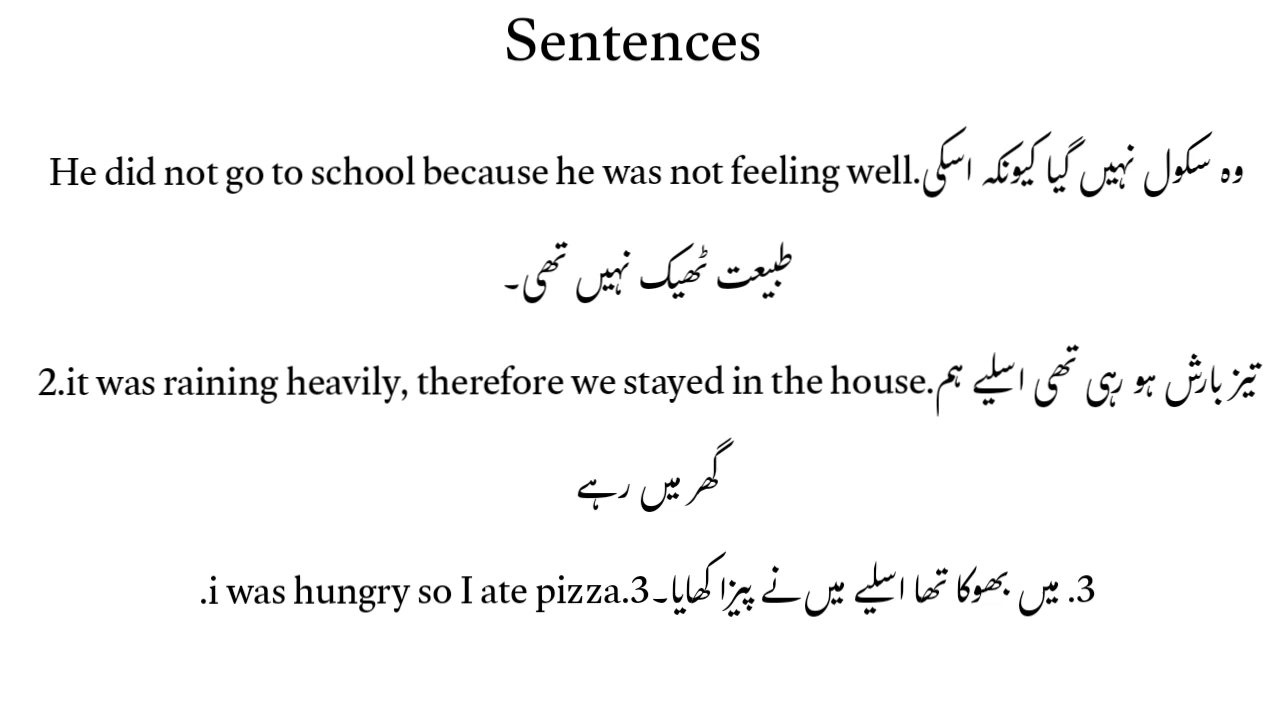 Sentences
He did not go to school because he was not feeling well.وہ سکول نہیں گیا کیونکہ اسکی
طبیعت ٹھیک نہیں تھی۔
2.it was raining heavily, therefore we stayed in the house.تیز بارش ہو رہی تھی اسلیے ہم
گھر میں رہے
.i was hungry so I ate pizza.3۔میں بھوکا تھا اسلیے میں نے پیزا کھایا .3